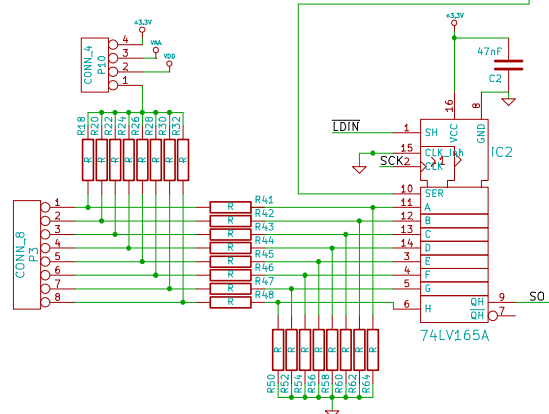 +3.3V
+3.3V
CONN_4
P10
4
3
2
1
VAA
VDD
47nF
C2
16
8
VCC
GND
R18
R20
R22
R24
R26
R28
R30
R32
R
R
R
R
R
R
R
R
LDIN
1
SH
15
CLK_Inh
IC2
SCK
2
CLK
1
10
SER
CONN_8
P3
1
2
3
4
5
6
7
8
R
R
R
R
R
R
R
R
R41
R42
R43
R44
R45
R46
R47
R48
11
A
12
B
13
C
14
D
3
E
4
F
5
G
6
H
QH
9
SO
QH
7
74LV165A
R50
R52
R54
R56
R58
R60
R62
R64
R
R
R
R
R
R
R
R